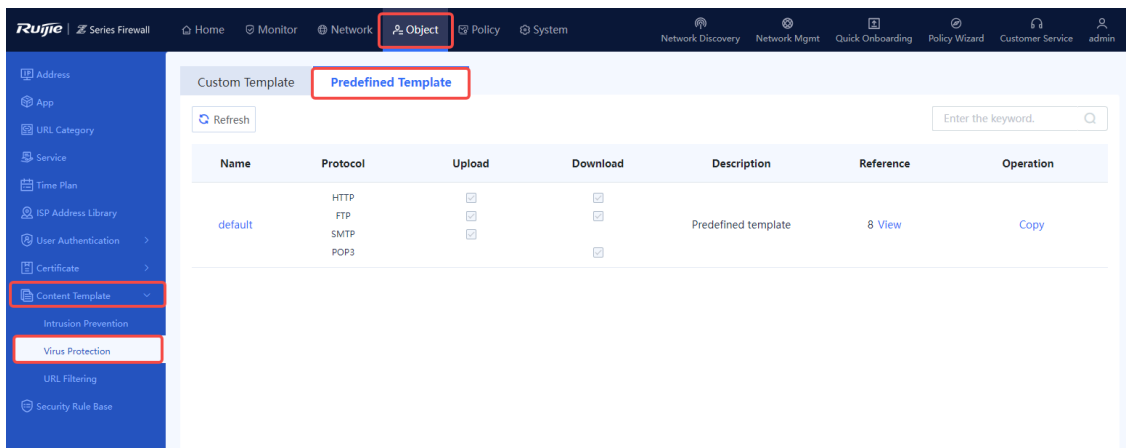 Ruijie | Z Series Firewall
Home
Monitor
Network
Object
Policy
System
Network Discovery
Network Mgmt
Quick Onboarding
Policy Wizard
Customer Service
admin
Address
App
URL Category
Service
Time Plan
ISP Address Library
User Authentication
Certificate
Content Template
Intrusion Prevention
Virus Protection
URL Filtering
Security Rule Base
Custom Template
Predefined Template
Refresh
Enter the keyword.
Name Protocol Upload Download Description Reference Operation
HTTP
FTP
default Predefined template 8 View Copy
SMTP
POP3